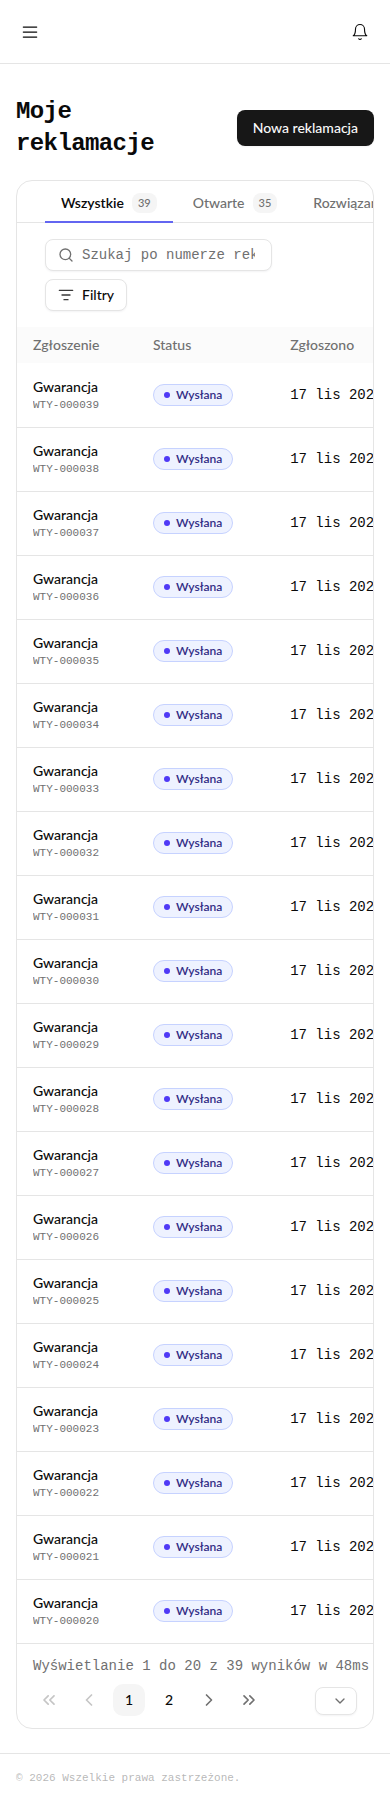 Moje
reklamacje
Nowa reklamacja
Wszystkie 39 Otwarte 35 Rozwiązan
Szukaj po numerze rek
Filtry
Zgłoszenie Status Zgłoszono
Gwarancja Wysłana 17 lis 202
WTY-000039
Gwarancja Wysłana 17 lis 202
WTY-000038
Gwarancja Wysłana 17 lis 202
WTY-000037
Gwarancja Wysłana 17 lis 202
WTY-000036
Gwarancja Wysłana 17 lis 202
WTY-000035
Gwarancja Wysłana 17 lis 202
WTY-000034
Gwarancja Wysłana 17 lis 202
WTY-000033
Gwarancja Wysłana 17 lis 202
WTY-000032
Gwarancja Wysłana 17 lis 202
WTY-000031
Gwarancja Wysłana 17 lis 202
WTY-000030
Gwarancja Wysłana 17 lis 202
WTY-000029
Gwarancja Wysłana 17 lis 202
WTY-000028
Gwarancja Wysłana 17 lis 202
WTY-000027
Gwarancja Wysłana 17 lis 202
WTY-000026
Gwarancja Wysłana 17 lis 202
WTY-000025
Gwarancja Wysłana 17 lis 202
WTY-000024
Gwarancja Wysłana 17 lis 202
WTY-000023
Gwarancja Wysłana 17 lis 202
WTY-000022
Gwarancja Wysłana 17 lis 202
WTY-000021
Gwarancja Wysłana 17 lis 202
WTY-000020
Wyświetlanie 1 do 20 z 39 wyników w 48ms
1 2
© 2026 Wszelkie prawa zastrzeżone.